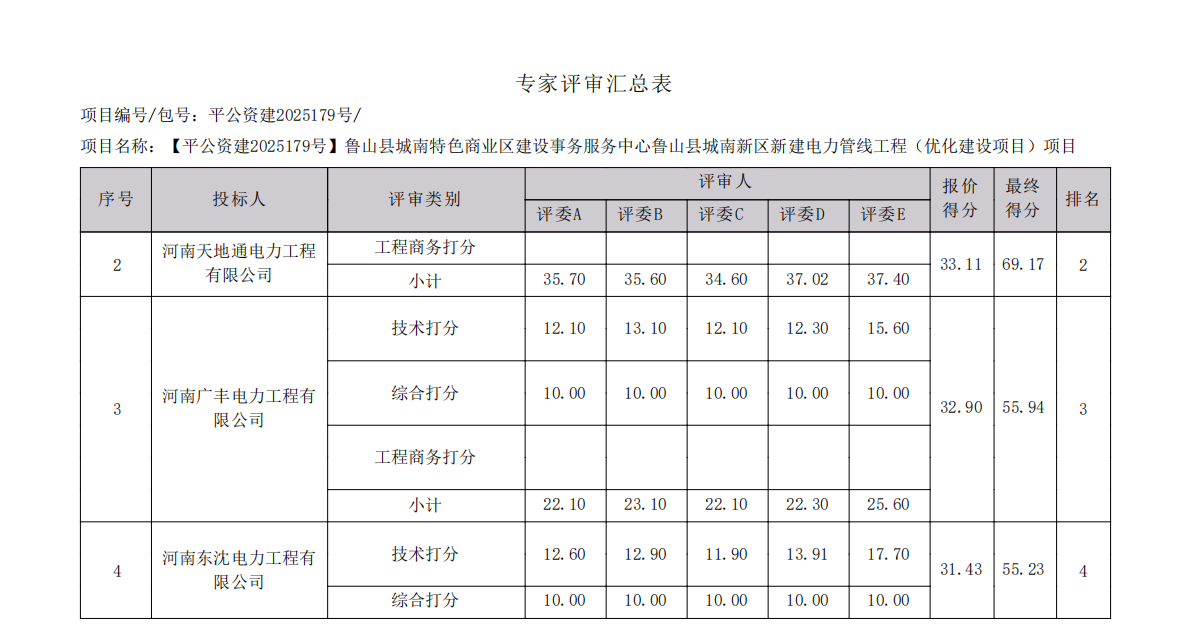 专家评审汇总表
项目编号/包号：平公资建2025179号/
项目名称：【平公资建2025179号】鲁山县城南特色商业区建设事务服务中心鲁山县城南新区新建电力管线工程（优化建设项目）项目
序号 投标人 评审类别 评审人 报价得分 最终得分 排名
评委A 评委B 评委C 评委D 评委E
2 河南天地通电力工程有限公司 工程商务打分 33.11 69.17 2
小计 35.70 35.60 34.60 37.02 37.40
3 河南广丰电力工程有限公司 技术打分 12.10 13.10 12.10 12.30 15.60 32.90 55.94 3
综合打分 10.00 10.00 10.00 10.00 10.00
工程商务打分
小计 22.10 23.10 22.10 22.30 25.60
4 河南东沈电力工程有限公司 技术打分 12.60 12.90 11.90 13.91 17.70 31.43 55.23 4
综合打分 10.00 10.00 10.00 10.00 10.00